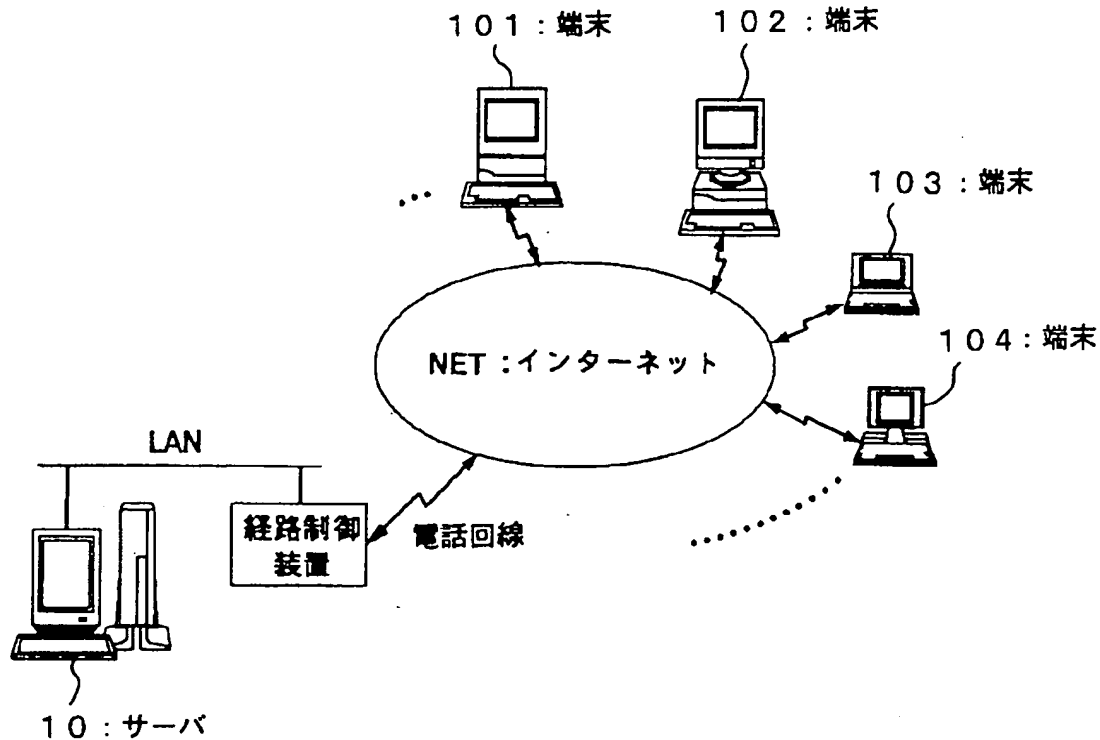 １０１：端末
１０２：端末
１０３：端末
１０４：端末
NET：インターネット
LAN
経路制御
装置
電話回線
１０：サーバ